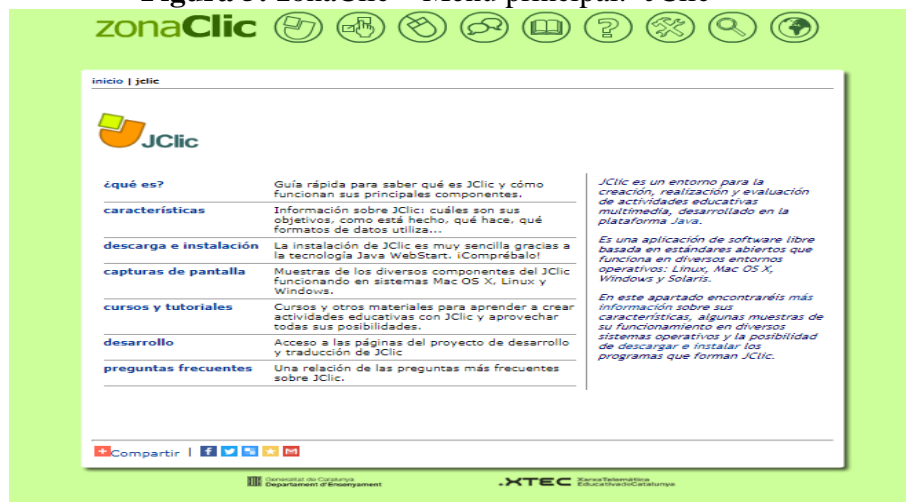 zonaClic
inicio | jclic
JClic
¿qué es?
Guía rápida para saber qué es JClic y cómo
funcionan sus principales componentes.
características
Información sobre JClic: cuáles son sus
objetivos, como está hecho, qué hace, qué
formatos de datos utiliza...
descarga e instalación
La instalación de JClic es muy sencilla gracias a
la tecnología Java WebStart. ¡Comprébalo!
capturas de pantalla
Muestras de los diversos componentes del JClic
funcionando en sistemas Mac OS X, Linux y
Windows.
cursos y tutoriales
Cursos y otros materiales para aprender a crear
actividades educativas con JClic y aprovechar
todas sus posibilidades.
desarrollo
Acceso a las páginas del proyecto de desarrollo
y traducción de JClic
preguntas frecuentes
Una relación de las preguntas más frecuentes
sobre JClic.
JClic es un entorno para la
creación, realización y evaluación
de actividades educativas
multimedia, desarrollado en la
plataforma Java.
Es una aplicación de software libre
basada en estándares abiertos que
funciona en diversos entornos
operativos: Linux, Mac OS X,
Windows y Solaris.
En este apartado encontraréis más
información sobre sus
características, algunas muestras de
su funcionamiento en diversos
sistemas operativos y la posibilidad
de descargar e instalar los
programas que forman JClic.
Compartir |
Generalitat de Catalunya
Departament d'Ensenyament
.XTEC
XarxaTelemàtica
EducativadeCatalunya